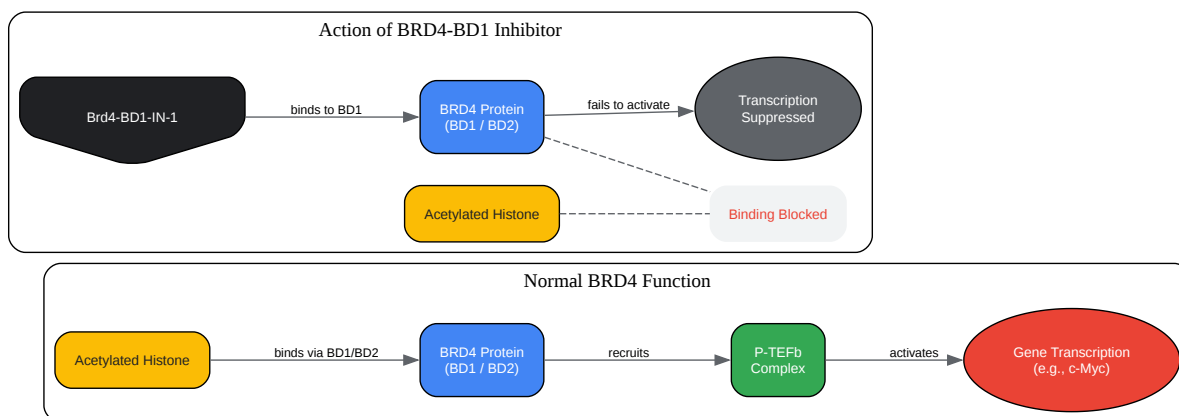 Action of BRD4-BD1 Inhibitor
Brd4-BD1-IN-1
binds to BD1
BRD4 Protein
(BD1 / BD2)
fails to activate
Transcription
Suppressed
Acetylated Histone
Binding Blocked
Normal BRD4 Function
Acetylated Histone
binds via BD1/BD2
BRD4 Protein
(BD1 / BD2)
recruits
P-TEFb
Complex
activates
Gene Transcription
(e.g., c-Myc)